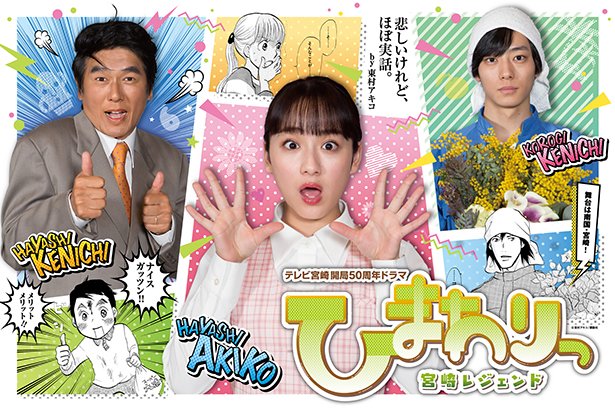 悲しいけれど、
ほぼ実話。
by 東村アキコ
HAYASHI
KENICHI
KOROGI
KENICHI
舞台は南国・宮崎!
ナイス
ガッツン!!
メリット
メリット!!
HAYASHI
AKIKO
テレビ宮崎開局50周年ドラマ
ひまわりっ
宮崎レジェンド